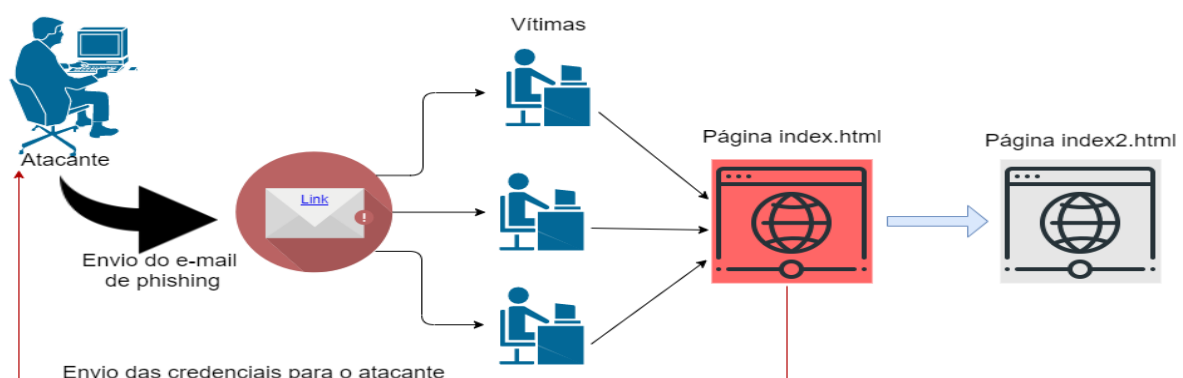 Vítimas
Atacante
Link
Envio do e-mail
de phishing
Página index.html
Página index2.html
Envio das credenciais para o atacante